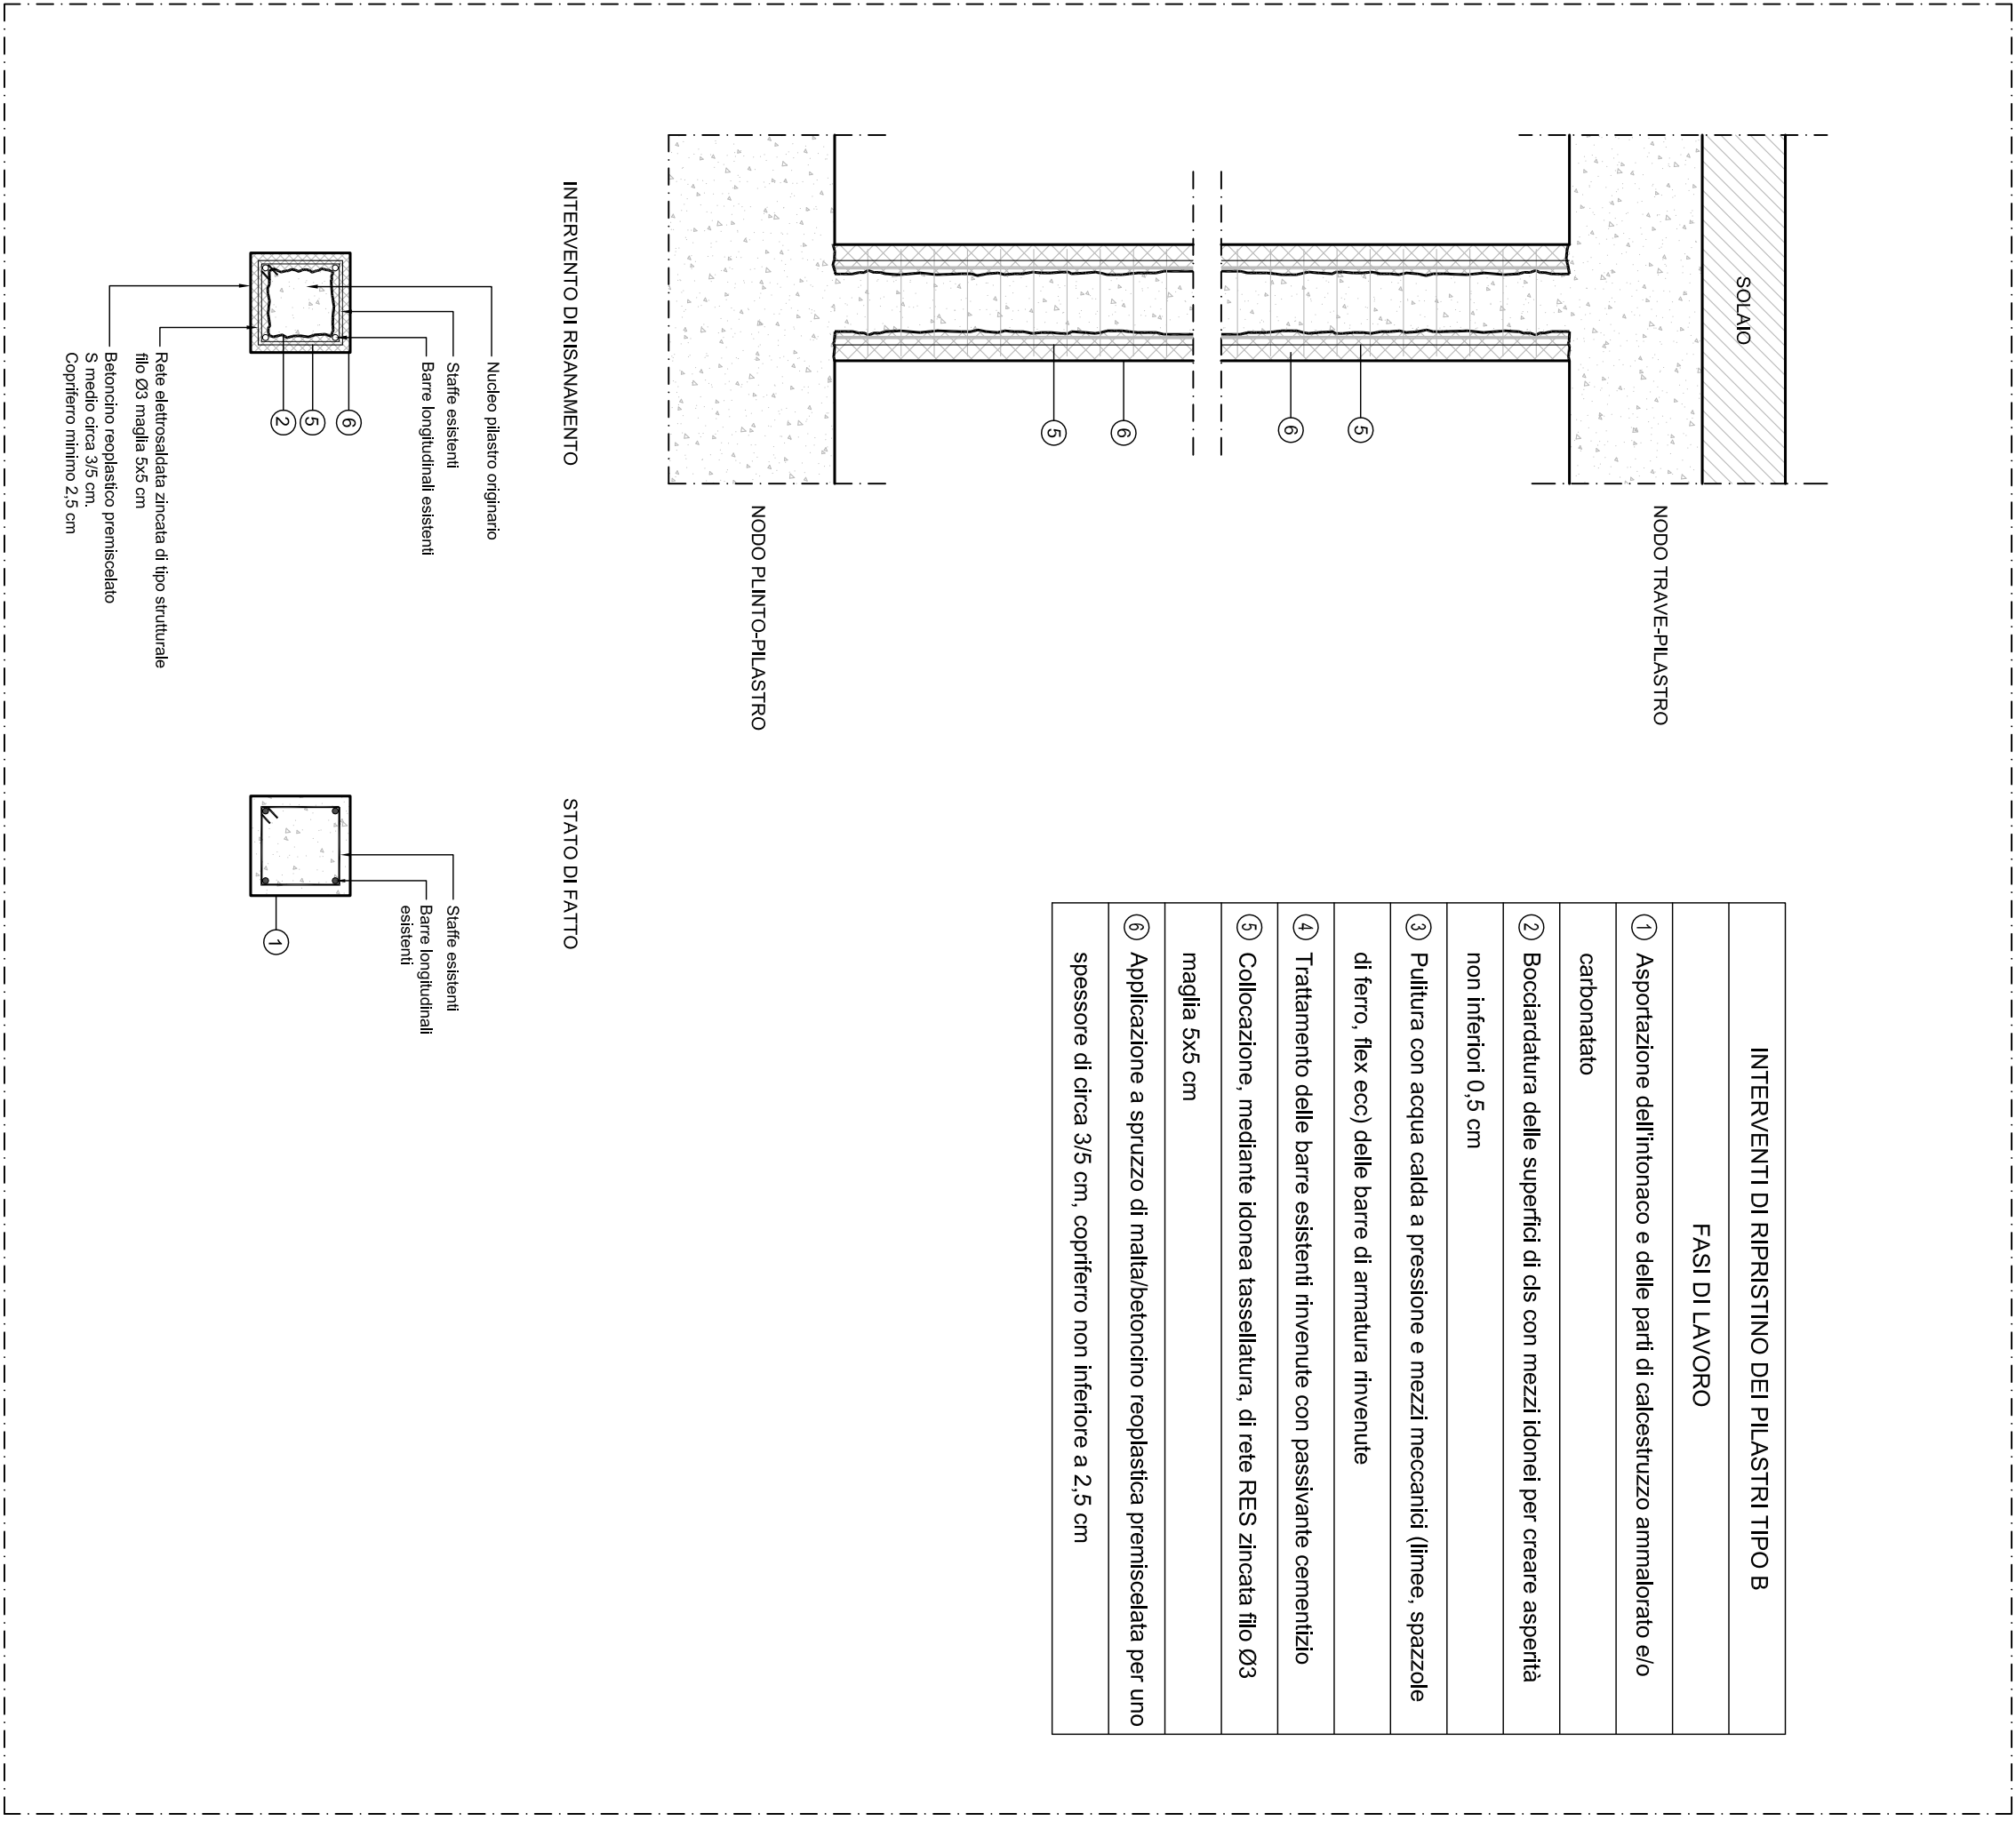 SOLAIO
NODO TRAVE-PILASTRO
5
6
6
5
NODO PLINTO-PILASTRO
INTERVENTI DI RIPRISTINO DEI PILASTRI TIPO B
FASI DI LAVORO
1 Asportazione dell'intonaco e delle parti di calcestruzzo ammalorato e/o
carbonatato
2 Bocciardatura delle superfici di cls con mezzi idonei per creare asperità
non inferiori 0,5 cm
3 Pulitura con acqua calda a pressione e mezzi meccanici (limee, spazzole
di ferro, flex ecc) delle barre di armatura rinvenute
4 Trattamento delle barre esistenti rinvenute con passivante cementizio
5 Collocazione, mediante idonea tassellatura, di rete RES zincata filo Ø3
maglia 5x5 cm
6 Applicazione a spruzzo di malta/betoncino reoplastica premiscelata per uno
spessore di circa 3/5 cm, copriferro non inferiore a 2,5 cm
INTERVENTO DI RISANAMENTO
Nucleo pilastro originario
Staffe esistenti
Barre longitudinali esistenti
6
5
2
Rete elettrosaldata zincata di tipo strutturale
filo Ø3 maglia 5x5 cm
Betoncino reoplastico premiscelato
S medio circa 3/5 cm.
Copriferro minimo 2,5 cm
STATO DI FATTO
Staffe esistenti
Barre longitudinali
esistenti
1